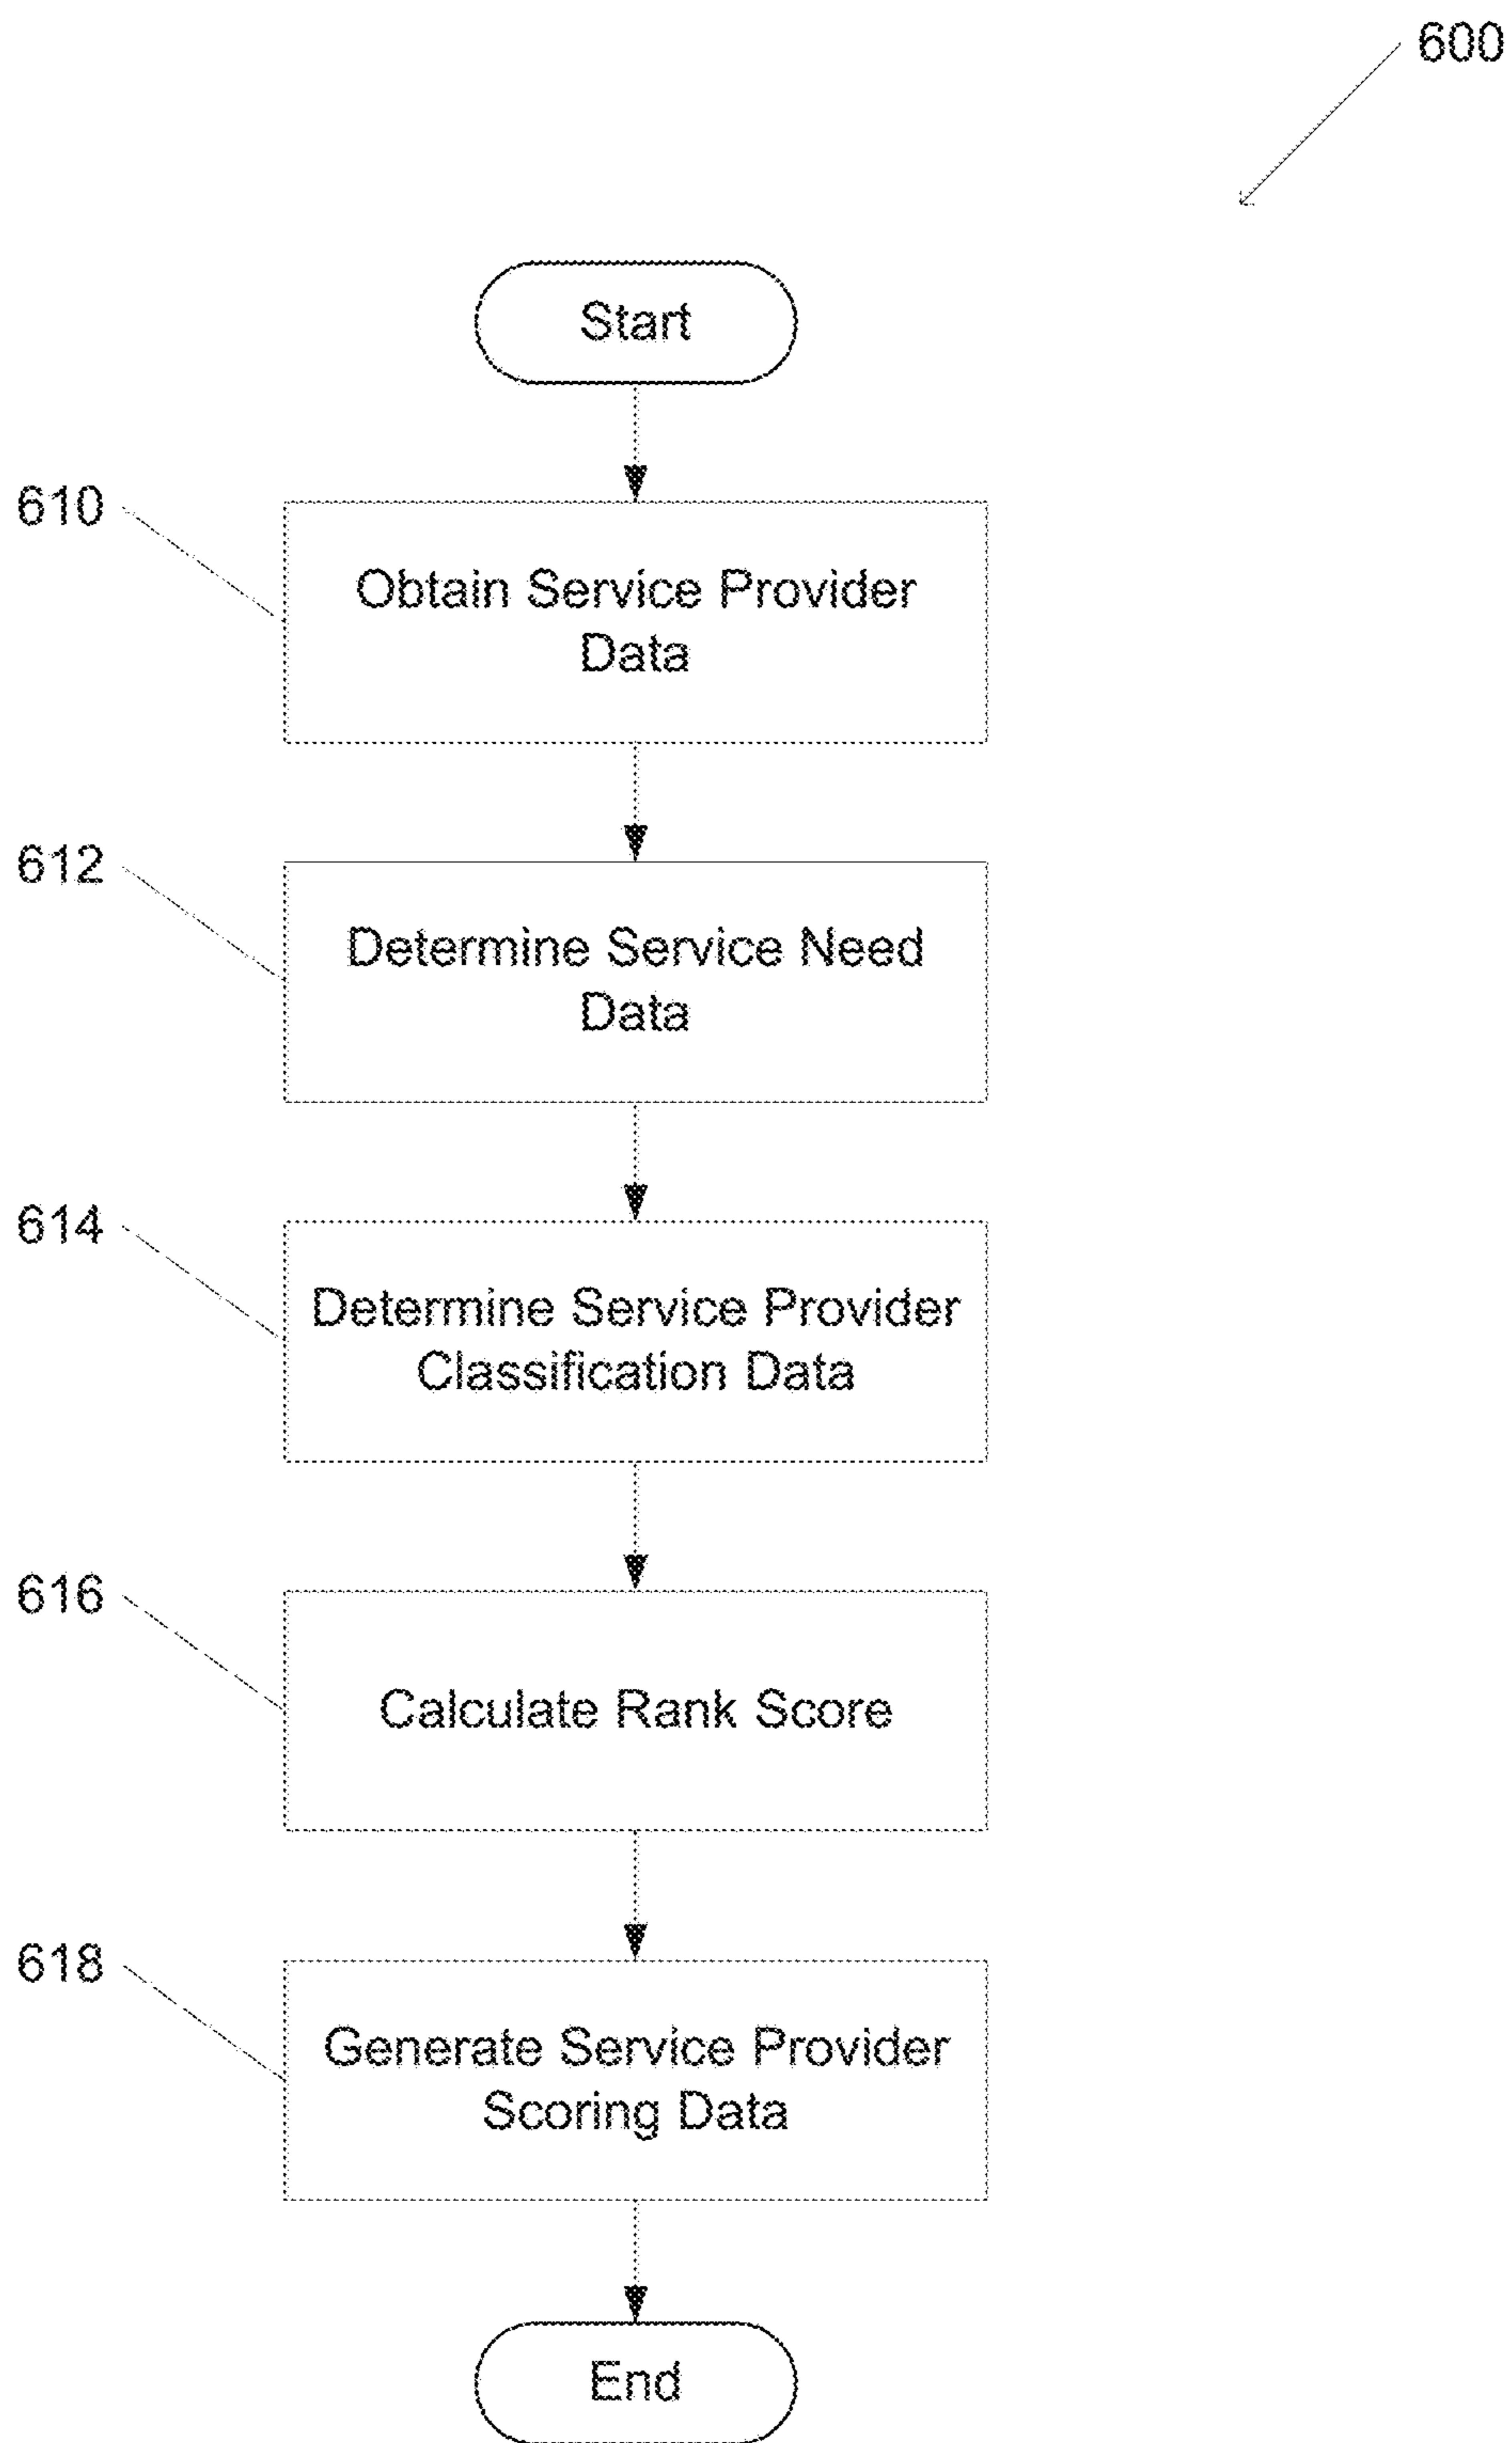 600
Start
610
Obtain Service Provider
Data
612
Determine Service Need
Data
614
Determine Service Provider
Classification Data
616
Calculate Rank Score
618
Generate Service Provider
Scoring Data
End